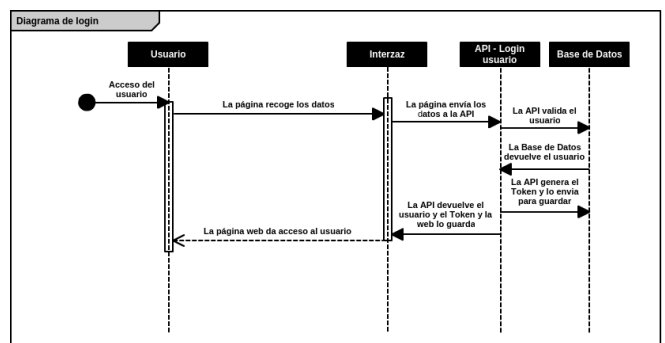 Diagrama de login
Usuario
Interzaz
API - Login
usuario
Base de Datos
Acceso del
usuario
La página recoge los datos
La página envía los
datos a la API
La API valida el
usuario
La Base de Datos
devuelve el usuario
La API genera el
Token y lo envia
para guardar
La API devuelve el
usuario y el Token y la
web lo guarda
La página web da acceso al usuario